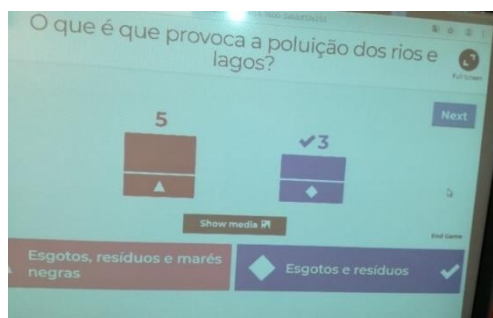 O que é que provoca a poluição dos rios e
lagos?
Full screen
Next
5
3
Show media
End Game
Esgotos, resíduos e marés
negras
Esgotos e resíduos